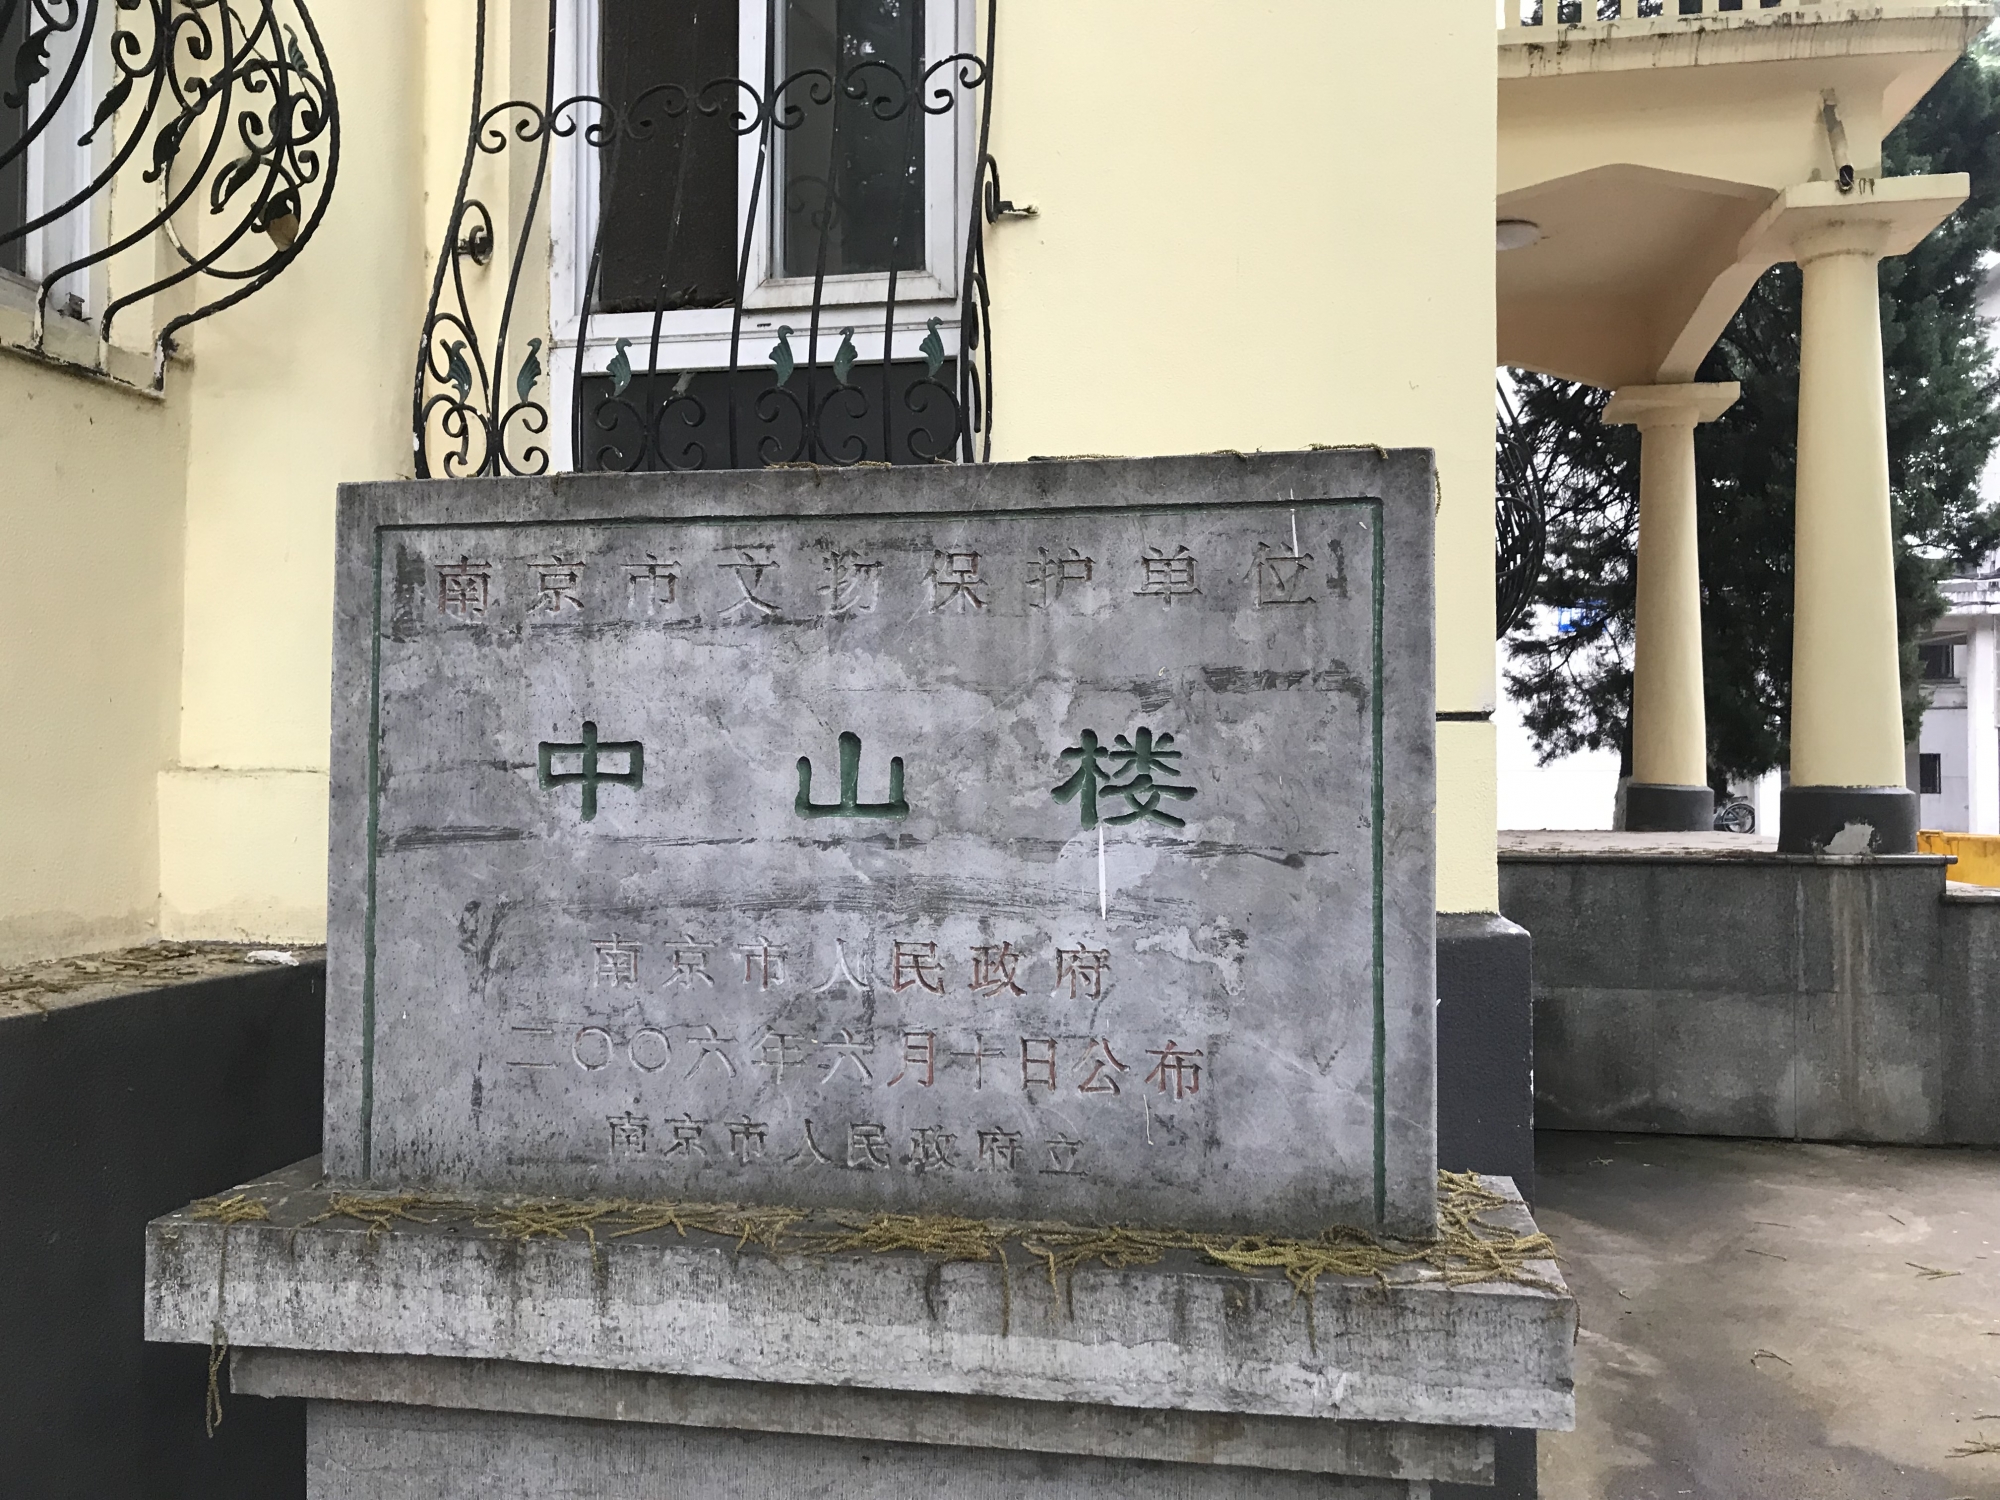 南京市文物保护单位
中山楼
南京市人民政府
二〇〇六年六月十日公布
南京市人民政府立